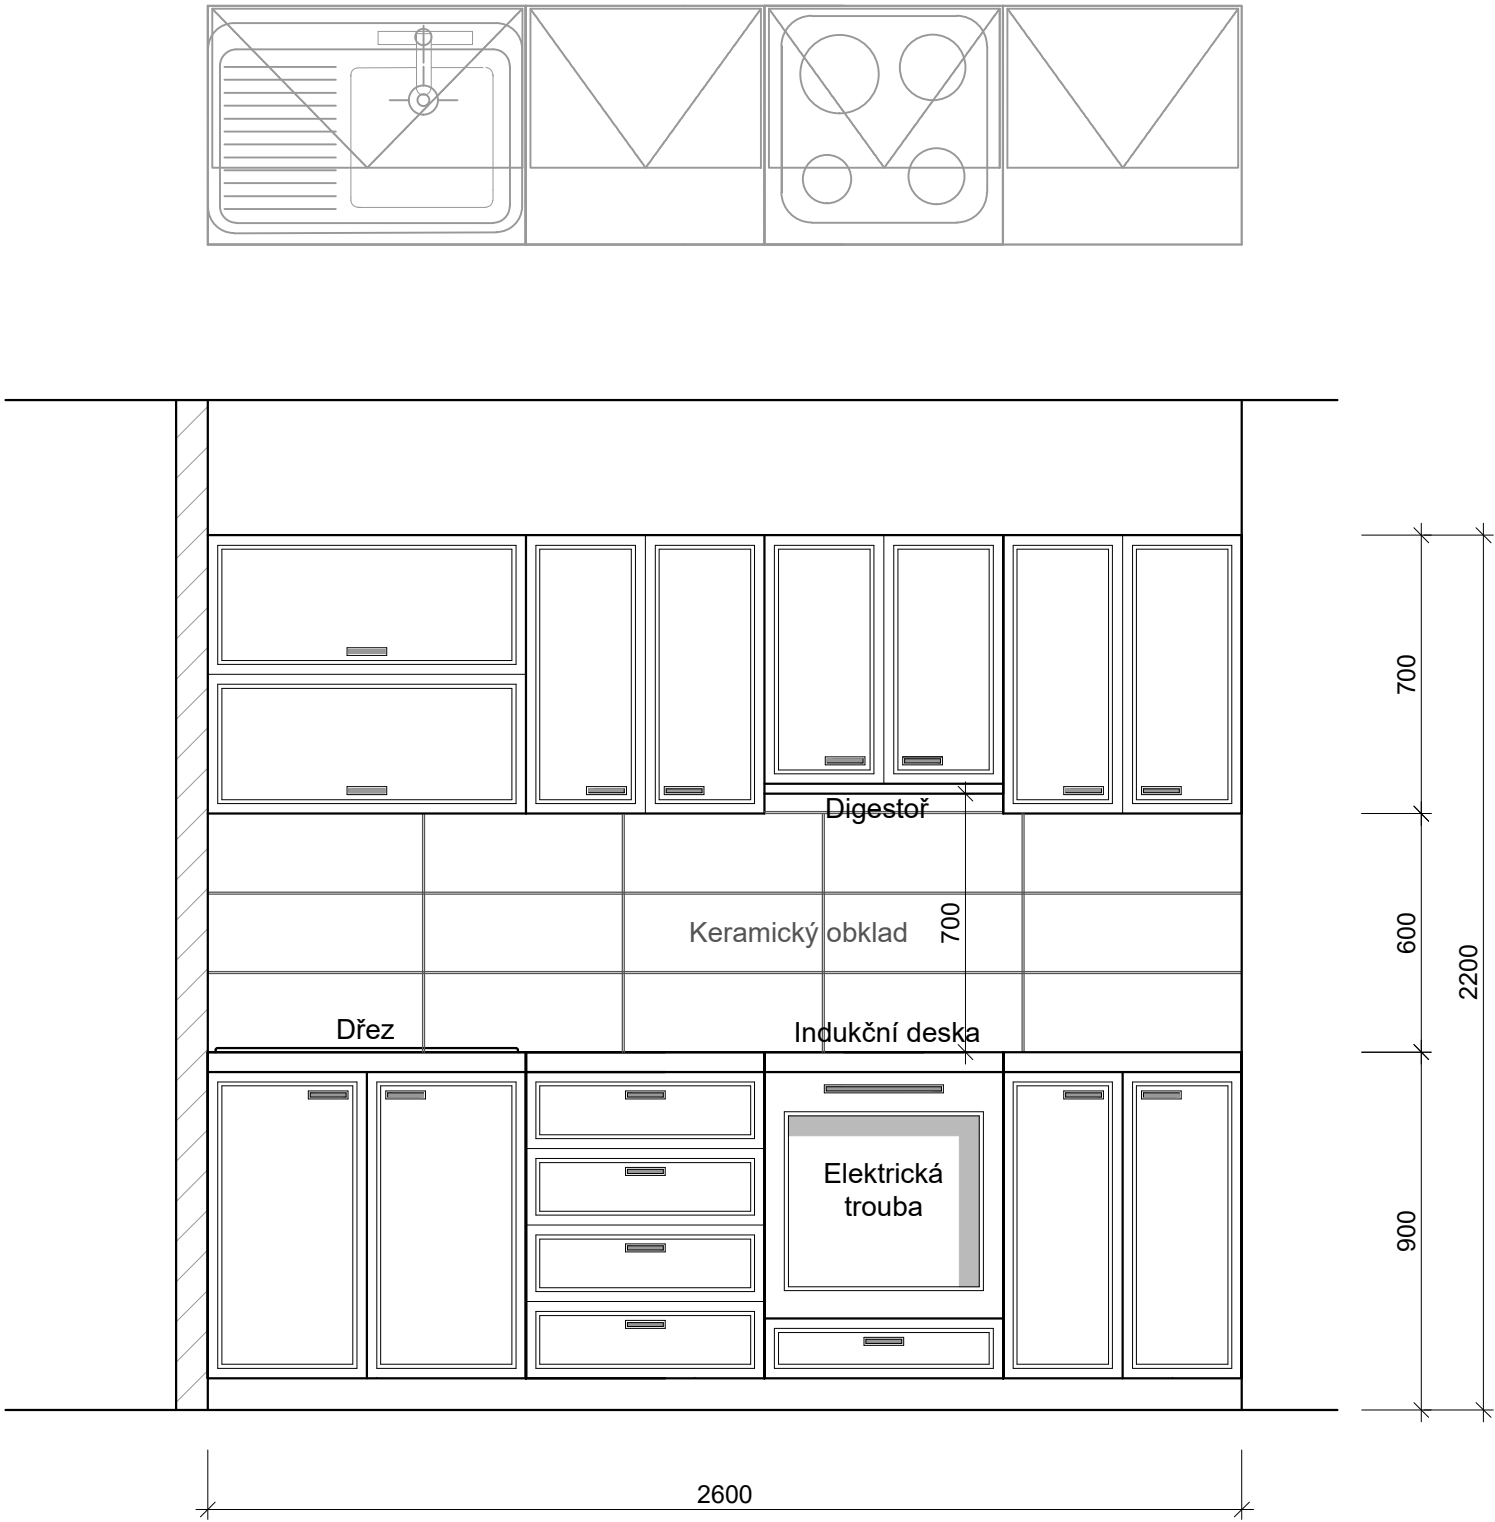 700
Digestoř
Keramický obklad
700
600
2200
Dřez
Indukční deska
Elektrická
trouba
900
2600